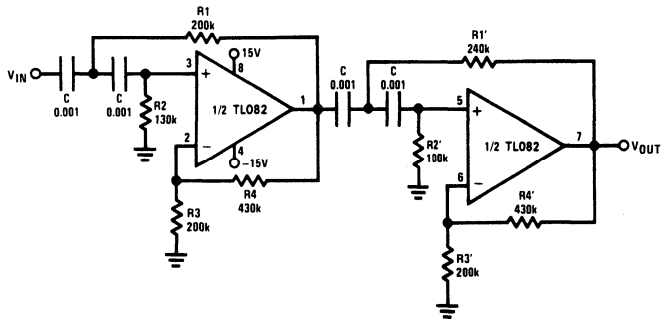 R1
200k
15V
8
VIN
C
0.001
C
0.001
R2
130k
3
+
1/2 TL082
1
2
−
4
−15V
R4
430k
R3
200k
C
0.001
C
0.001
R1'
240k
R2'
100k
5
+
1/2 TL082
7
VOUT
6
−
R4'
430k
R3'
200k